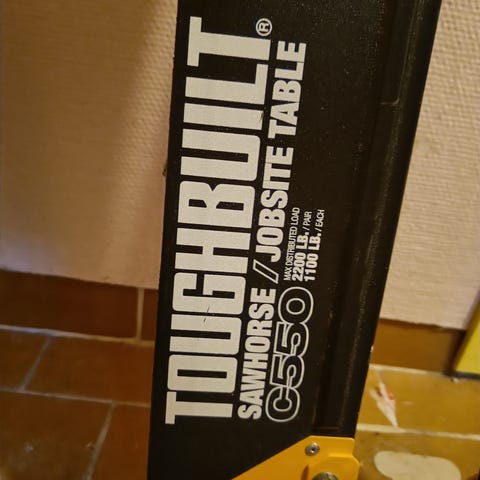 TOUGHBUILT®
SAWHORSE / JOBSITE TABLE
C550
MAX DISTRIBUTED LOAD
2200 LB. / PAIR
1100 LB. / EACH